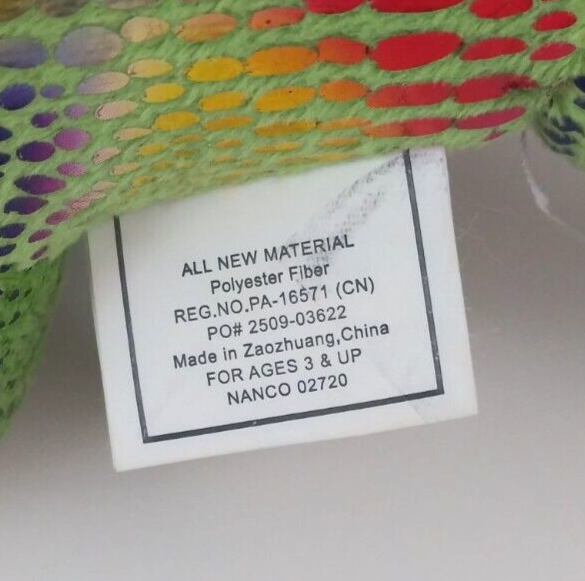 ALL NEW MATERIAL
Polyester Fiber
REG.NO.PA-16571 (CN)
PO# 2509-03622
Made in Zaozhuang,China
FOR AGES 3 & UP
NANCO 02720